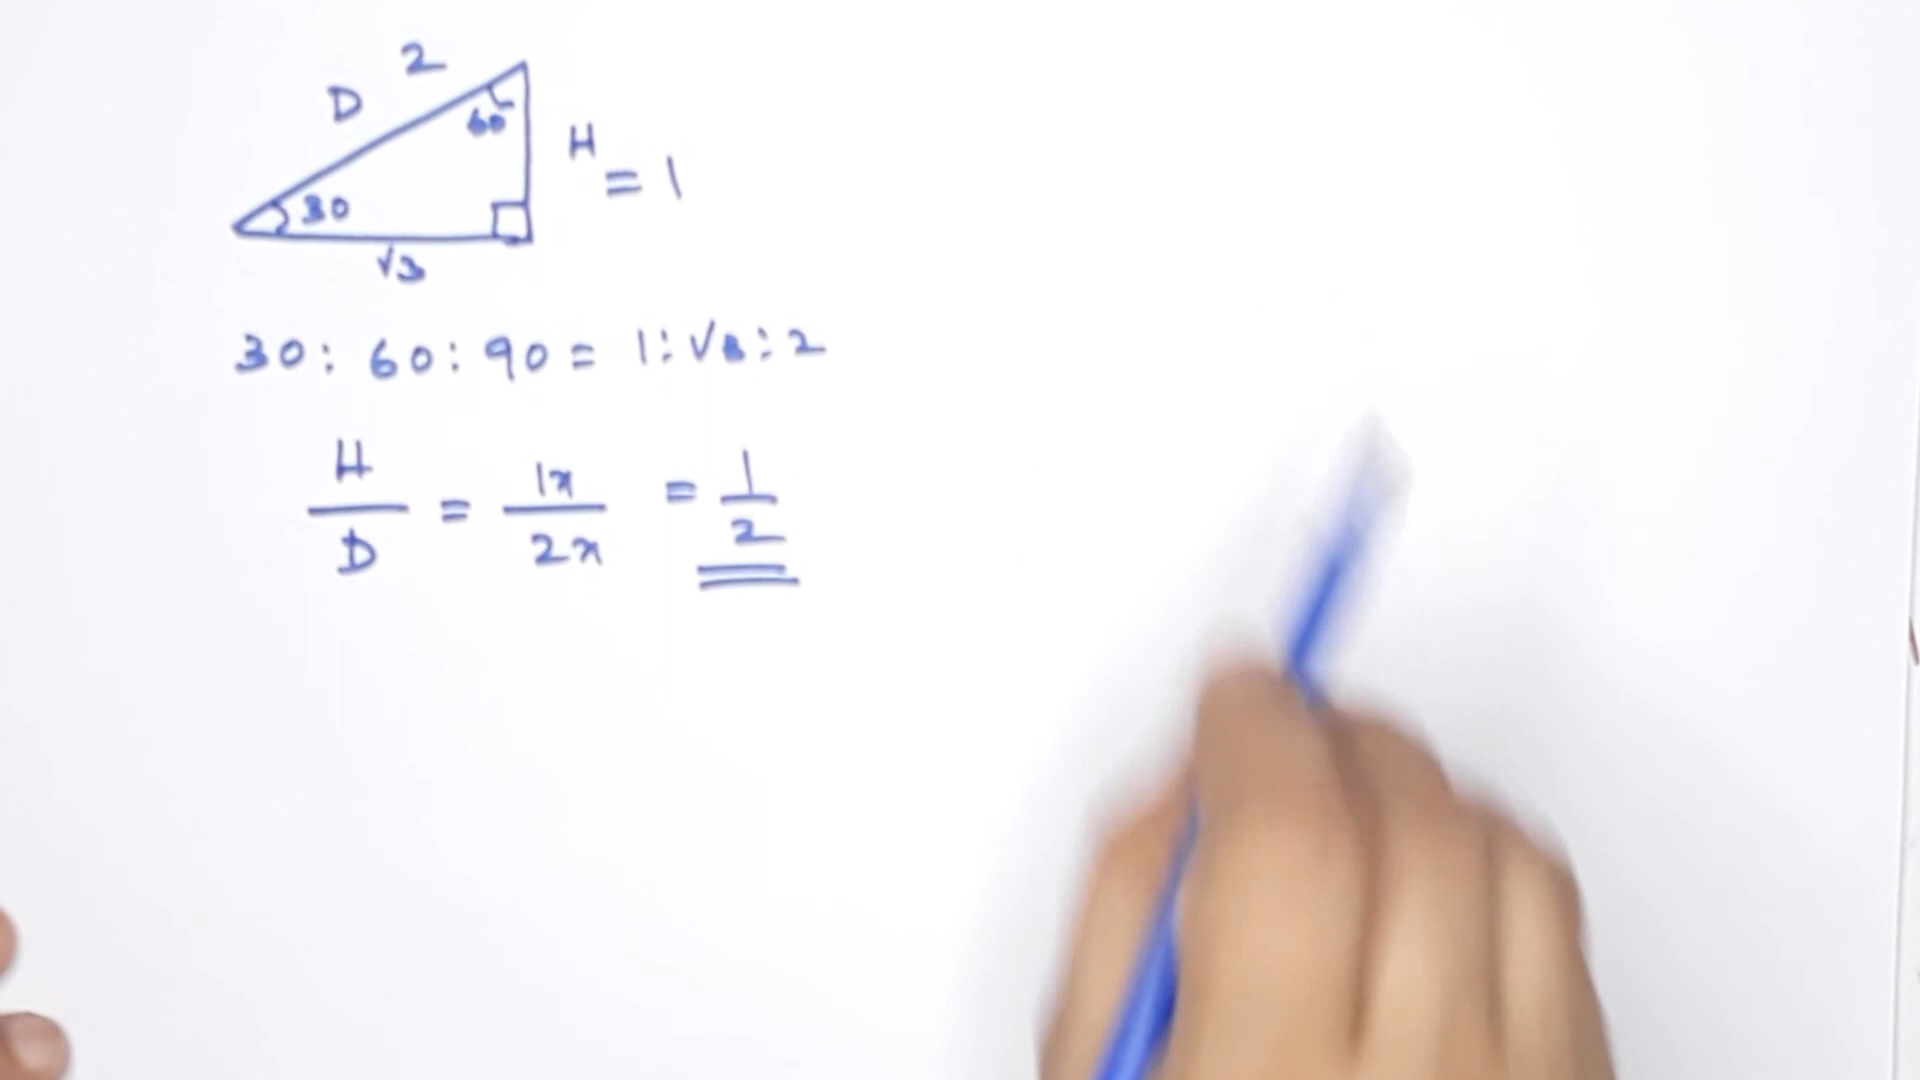 2
D
60
H
= 1
30
√3
30 : 60 : 90 = 1 : √3 : 2
H/D = 1x/2x = 1/2